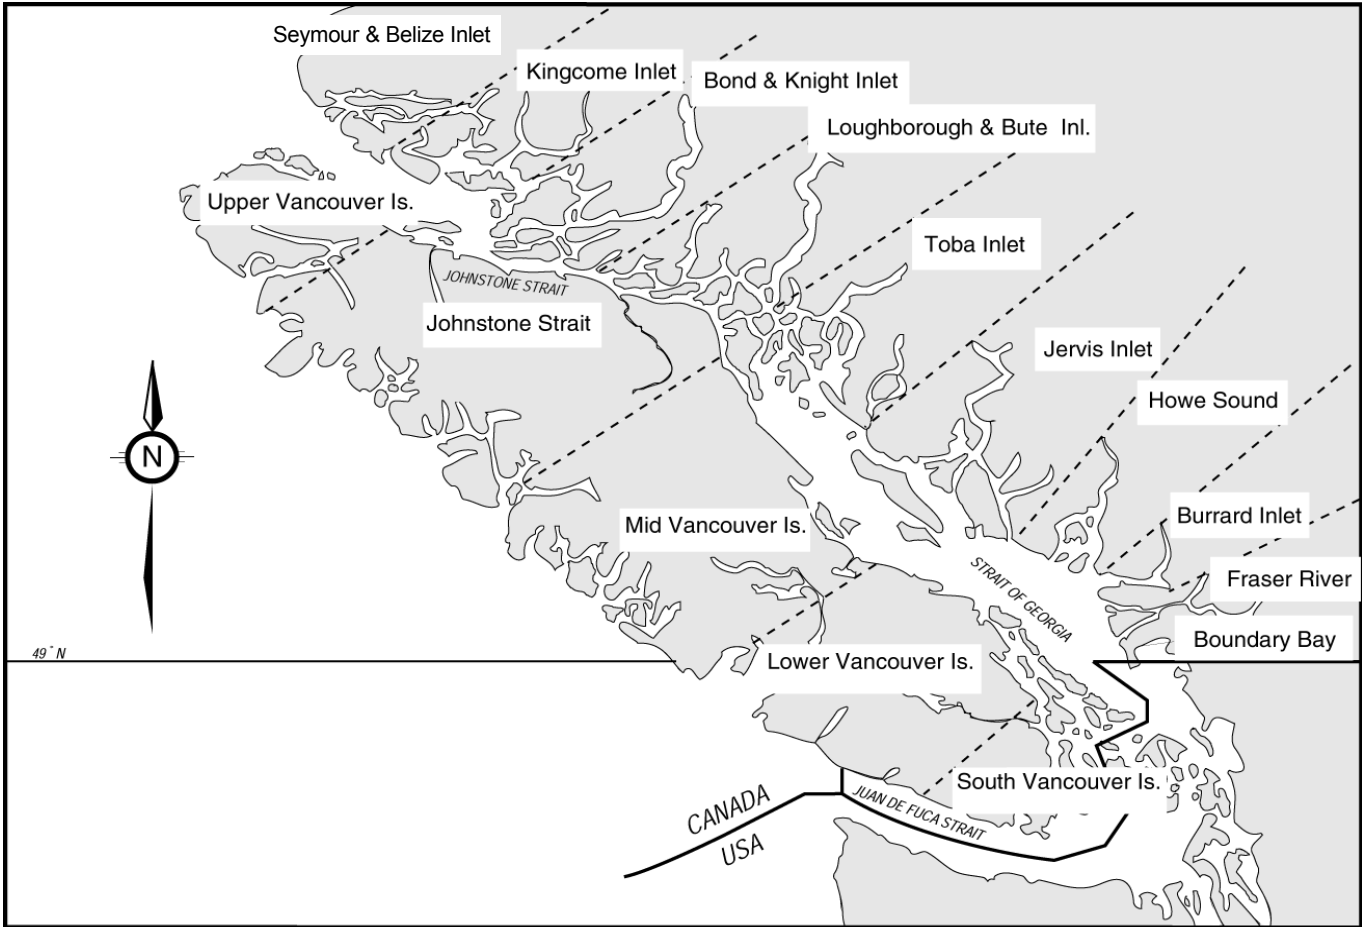 Seymour & Belize Inlet
Kingcome Inlet
Bond & Knight Inlet
Loughborough & Bute Inl.
Upper Vancouver Is.
Toba Inlet
JOHNSTONE STRAIT
Johnstone Strait
Jervis Inlet
Howe Sound
N
Mid Vancouver Is.
Burrard Inlet
STRAIT OF GEORGIA
Fraser River
Boundary Bay
49° N
Lower Vancouver Is.
South Vancouver Is.
JUAN DE FUCA STRAIT
CANADA
USA